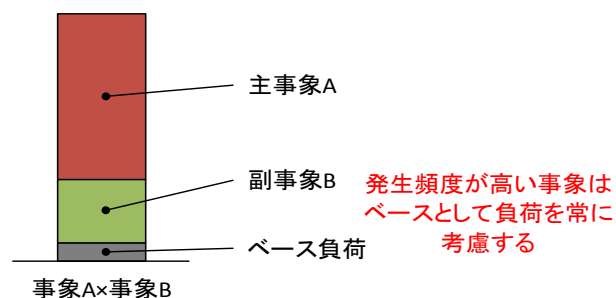 主事象A
副事象B
ベース負荷
発生頻度が高い事象は
ベースとして負荷を常に
考慮する
事象A×事象B